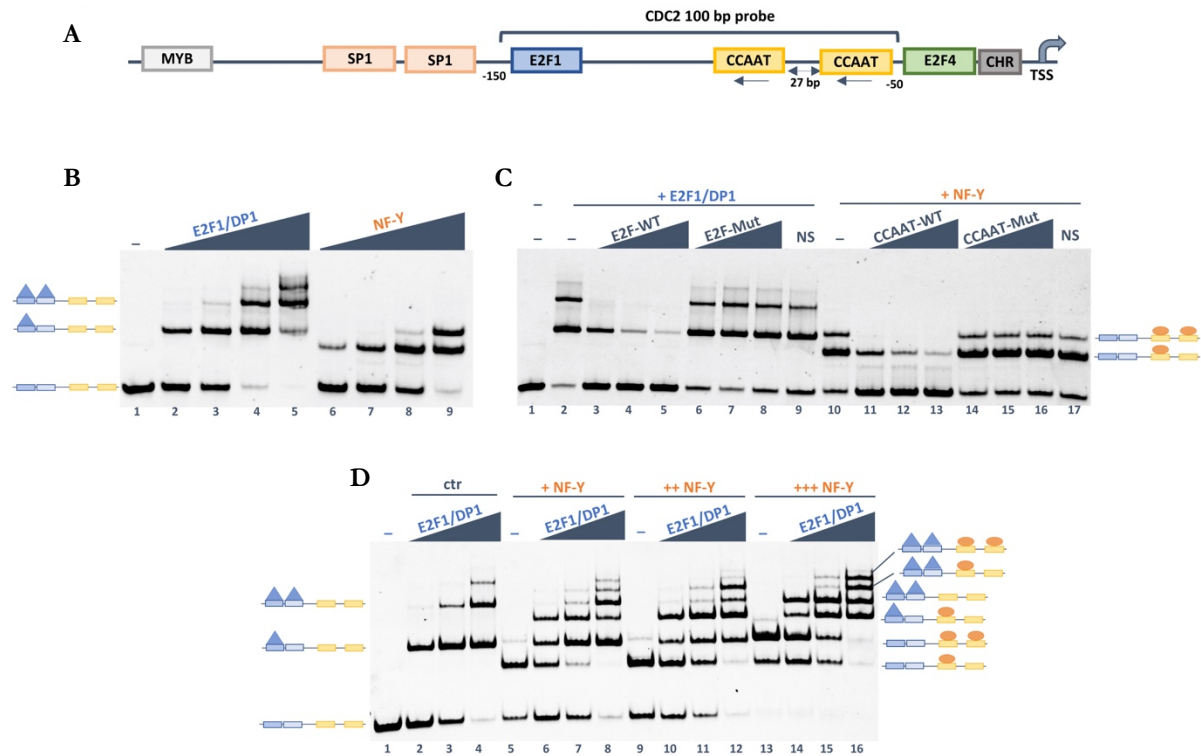 A
CDC2 100 bp probe
MYB SP1 SP1 E2F1 CCAAT CCAAT E2F4 CHR
-150 27 bp -50 TSS
B
E2F1/DP1 NF-Y
–
1 2 3 4 5 6 7 8 9
C
+ E2F1/DP1 + NF-Y
–
– – E2F-WT E2F-Mut NS – CCAAT-WT CCAAT-Mut NS
1 2 3 4 5 6 7 8 9 10 11 12 13 14 15 16 17
D
ctr + NF-Y ++ NF-Y +++ NF-Y
– E2F1/DP1 – E2F1/DP1 – E2F1/DP1 – E2F1/DP1
1 2 3 4 5 6 7 8 9 10 11 12 13 14 15 16